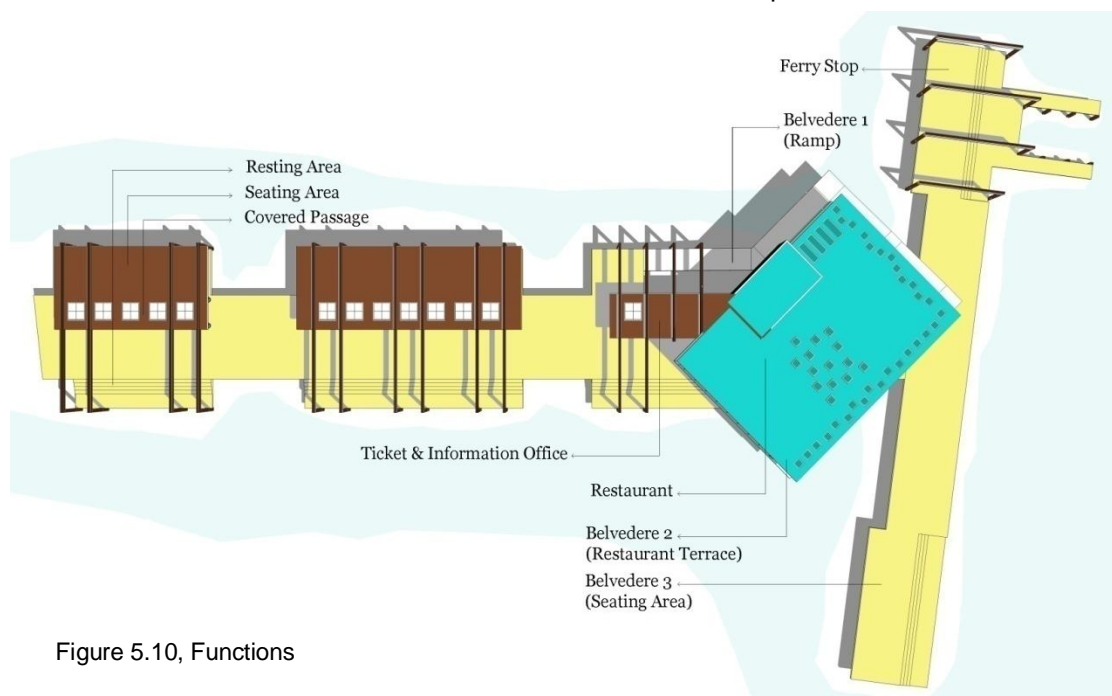 Ferry Stop
Belvedere 1
(Ramp)
Resting Area
Seating Area
Covered Passage
Ticket & Information Office
Restaurant
Belvedere 2
(Restaurant Terrace)
Belvedere 3
(Seating Area)
Figure 5.10, Functions